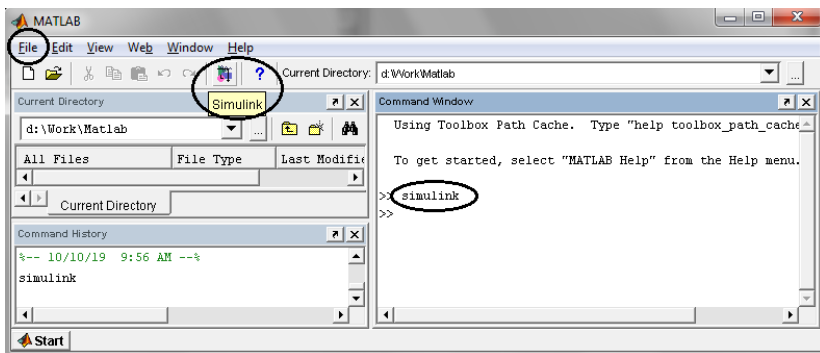 MATLAB
File Edit View Web Window Help
? Current Directory: d:\Work\Matlab ...
Simulink
Current Directory
d:\Work\Matlab ...
All Files File Type Last Modifie
Current Directory
Command History
%-- 10/10/19 9:56 AM --%
simulink
Command Window
Using Toolbox Path Cache. Type "help toolbox_path_cache
To get started, select "MATLAB Help" from the Help menu.
>> simulink
>>
Start